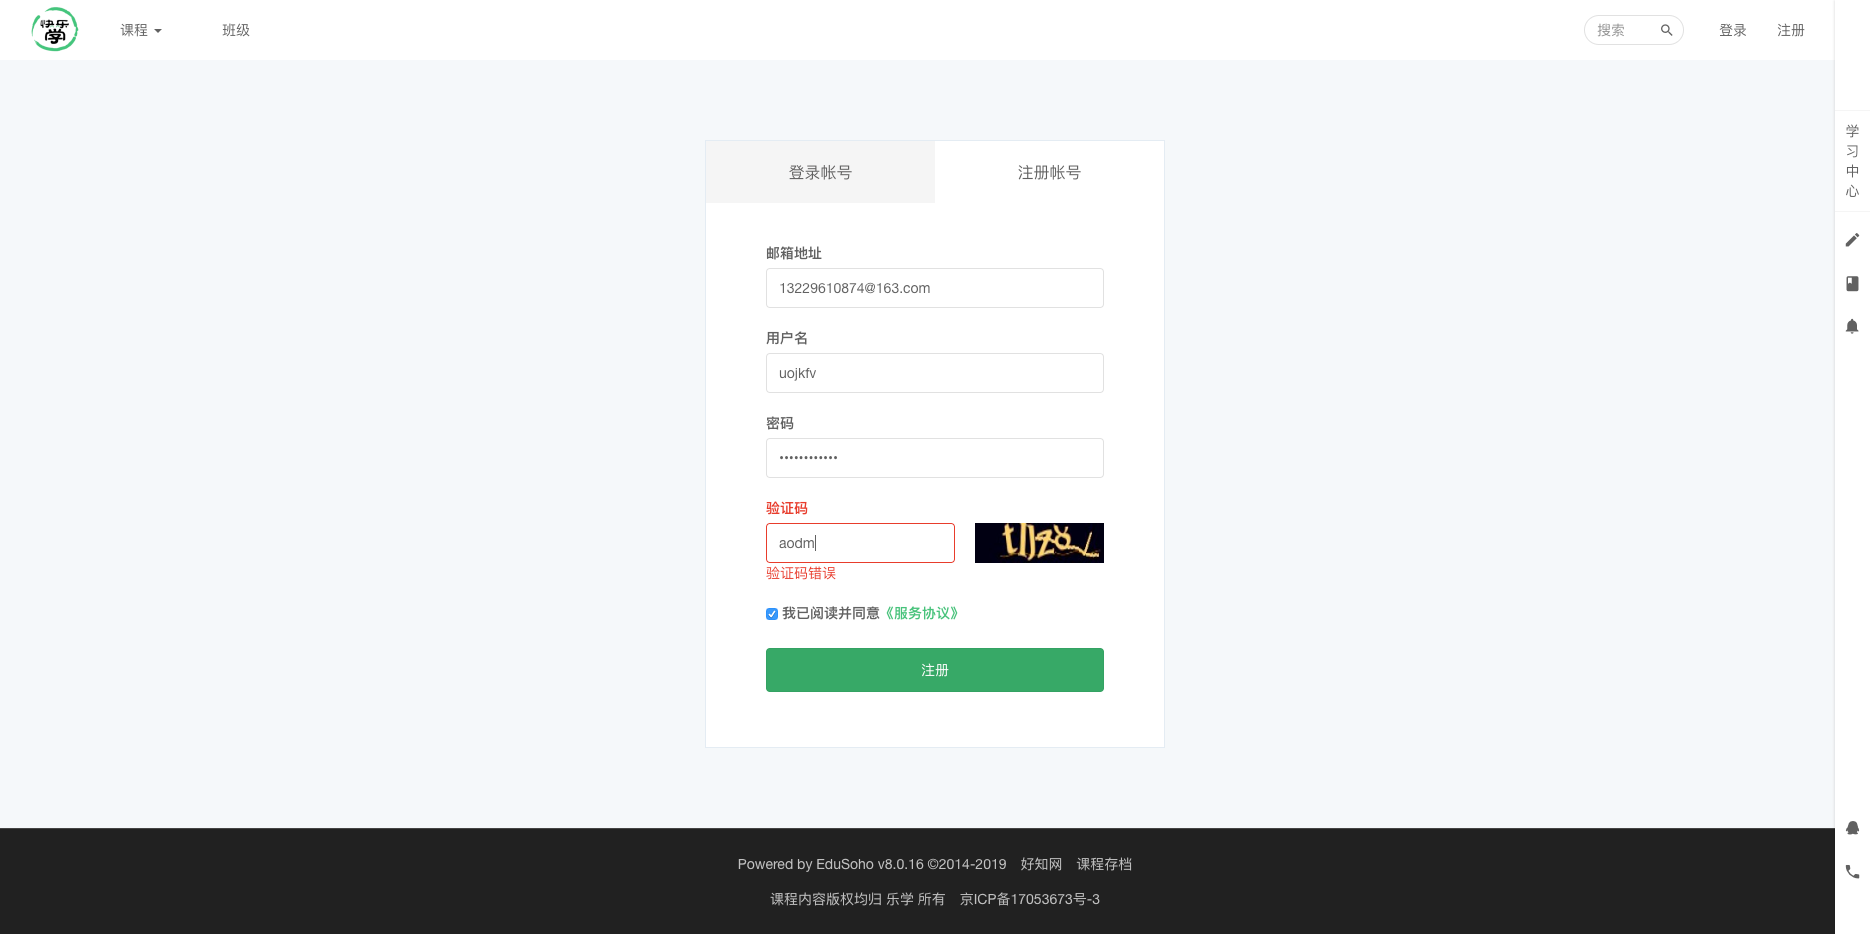 快乐
学
课程
班级
搜索
登录
注册
学
习
中
心
登录帐号
注册帐号
邮箱地址
13229610874@163.com
用户名
uojkfv
密码
••••••••••••
验证码
aodm
验证码错误
我已阅读并同意《服务协议》
注册
Powered by EduSoho v8.0.16 ©2014-2019 好知网 课程存档
课程内容版权均归 乐学 所有 京ICP备17053673号-3